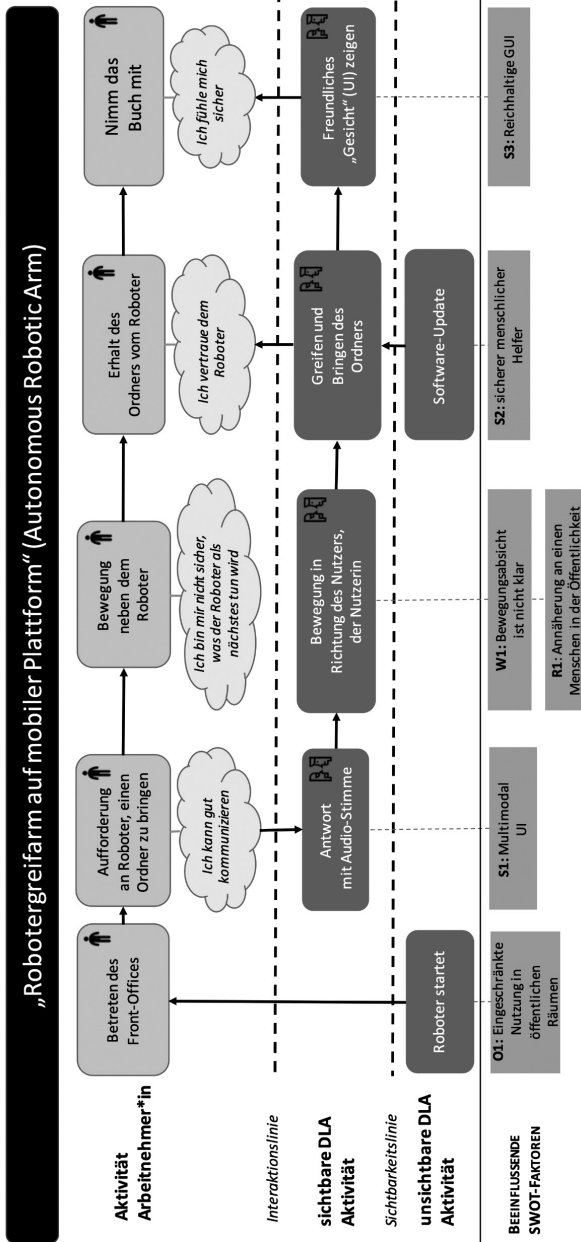 „Robotergreifarm auf mobiler Plattform“ (Autonomous Robotic Arm)
Aktivität
Arbeitnehmer*in
Betreten des
Front-Offices
Aufforderung
an Roboter, einen
Ordner zu bringen
Bewegung
neben dem
Roboter
Erhalt des
Ordners vom Roboter
Nimm das
Buch mit
Ich kann gut
kommunizieren
Ich bin mir nicht sicher,
was der Roboter als
nächstes tun wird
Ich vertraue dem
Roboter
Ich fühle mich
sicher
Interaktionslinie
sichtbare DLA
Aktivität
Antwort
mit Audio-Stimme
Bewegung in
Richtung des Nutzers,
der Nutzerin
Greifen und
Bringen des
Ordners
Freundliches
„Gesicht“ (UI) zeigen
Sichtbarkeitslinie
unsichtbare DLA
Aktivität
Roboter startet
Software-Update
BEEINFLUSSENDE
SWOT-FAKTOREN
O1: Eingeschränkte
Nutzung in
öffentlichen
Räumen
S1: Multimodal
UI
W1: Bewegungsabsicht
ist nicht klar
R1: Annäherung an einen
Menschen in der Öffentlichkeit
S2: sicherer menschlicher
Helfer
S3: Reichhaltige GUI